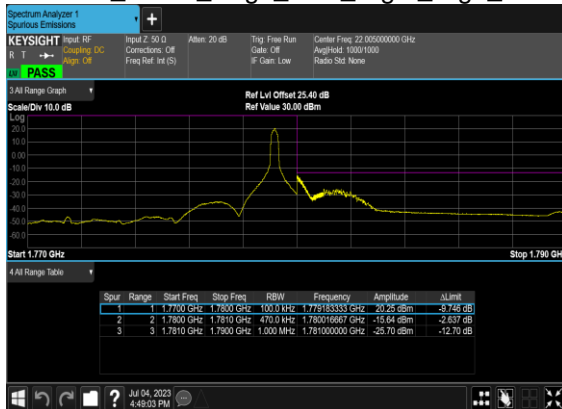 Spectrum Analyzer 1
Spurious Emissions
+
KEYSIGHT
R T
LXI PASS
Input: RF
Coupling: DC
Align: Off
Input Z: 50 Ω
Corrections: Off
Freq Ref: Int (S)
Atten: 20 dB
Trig: Free Run
Gate: Off
IF Gain: Low
Center Freq: 22.005000000 GHz
Avg|Hold: 1000/1000
Radio Std: None
3 All Range Graph
Scale/Div 10.0 dB
Ref Lvl Offset 25.40 dB
Ref Value 30.00 dBm
Log
20.0
10.0
0.00
-10.0
-20.0
-30.0
-40.0
-50.0
-60.0
Start 1.770 GHz
Stop 1.790 GH
4 All Range Table
Spur Range Start Freq Stop Freq RBW Frequency Amplitude ΔLimit
1 1 1.7700 GHz 1.7800 GHz 100.0 kHz 1.779183333 GHz 20.25 dBm -9.746 dB
2 2 1.7800 GHz 1.7810 GHz 470.0 kHz 1.780016667 GHz -15.64 dBm -2.637 dB
3 3 1.7810 GHz 1.7900 GHz 1.000 MHz 1.781000000 GHz -25.70 dBm -12.70 dB
?
Jul 04, 2023
4:49:03 PM